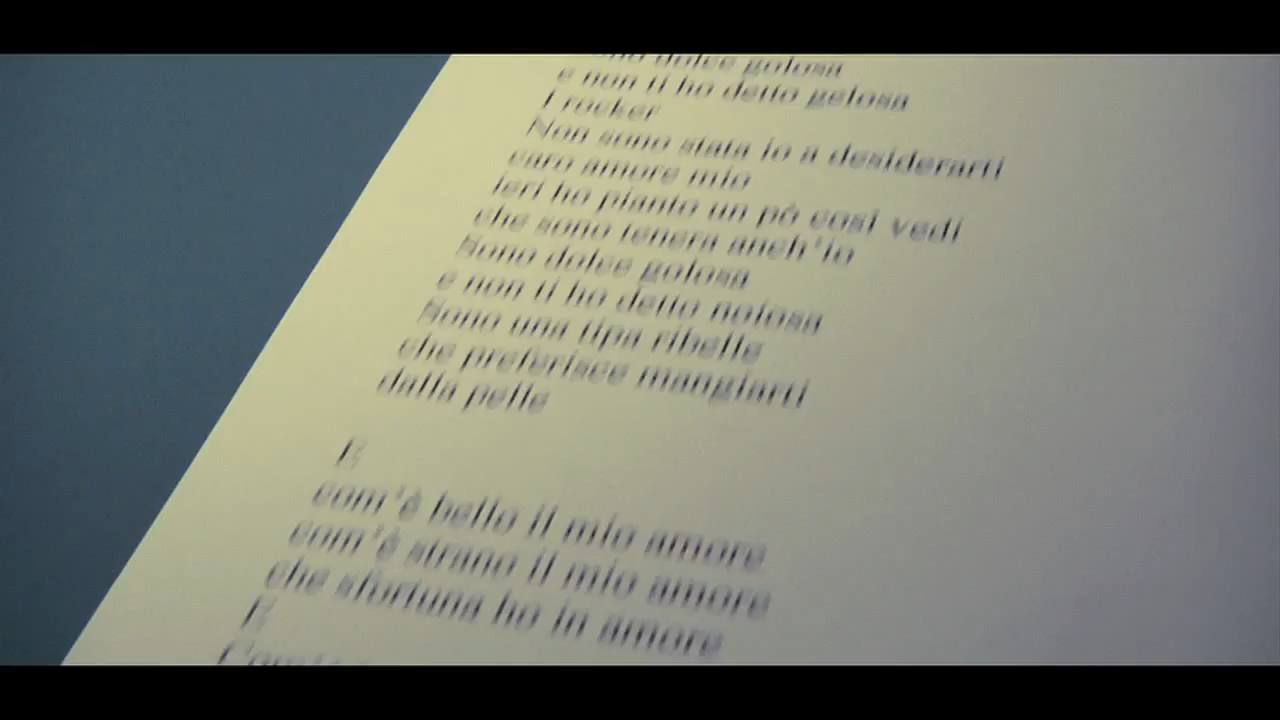 dolce golosa
e non ti ho detto gelosa
I rocker
Non sono stata io a desiderarti
caro amore mio
ieri ho pianto un pò così vedi
che sono tenera anch'io
Sono dolce golosa
e non ti ho detto noiosa
Sono una tipa ribelle
che preferisce mangiarti
dalla pelle
E
com'è bello il mio amore
com'è strano il mio amore
che sfortuna ho in amore
E